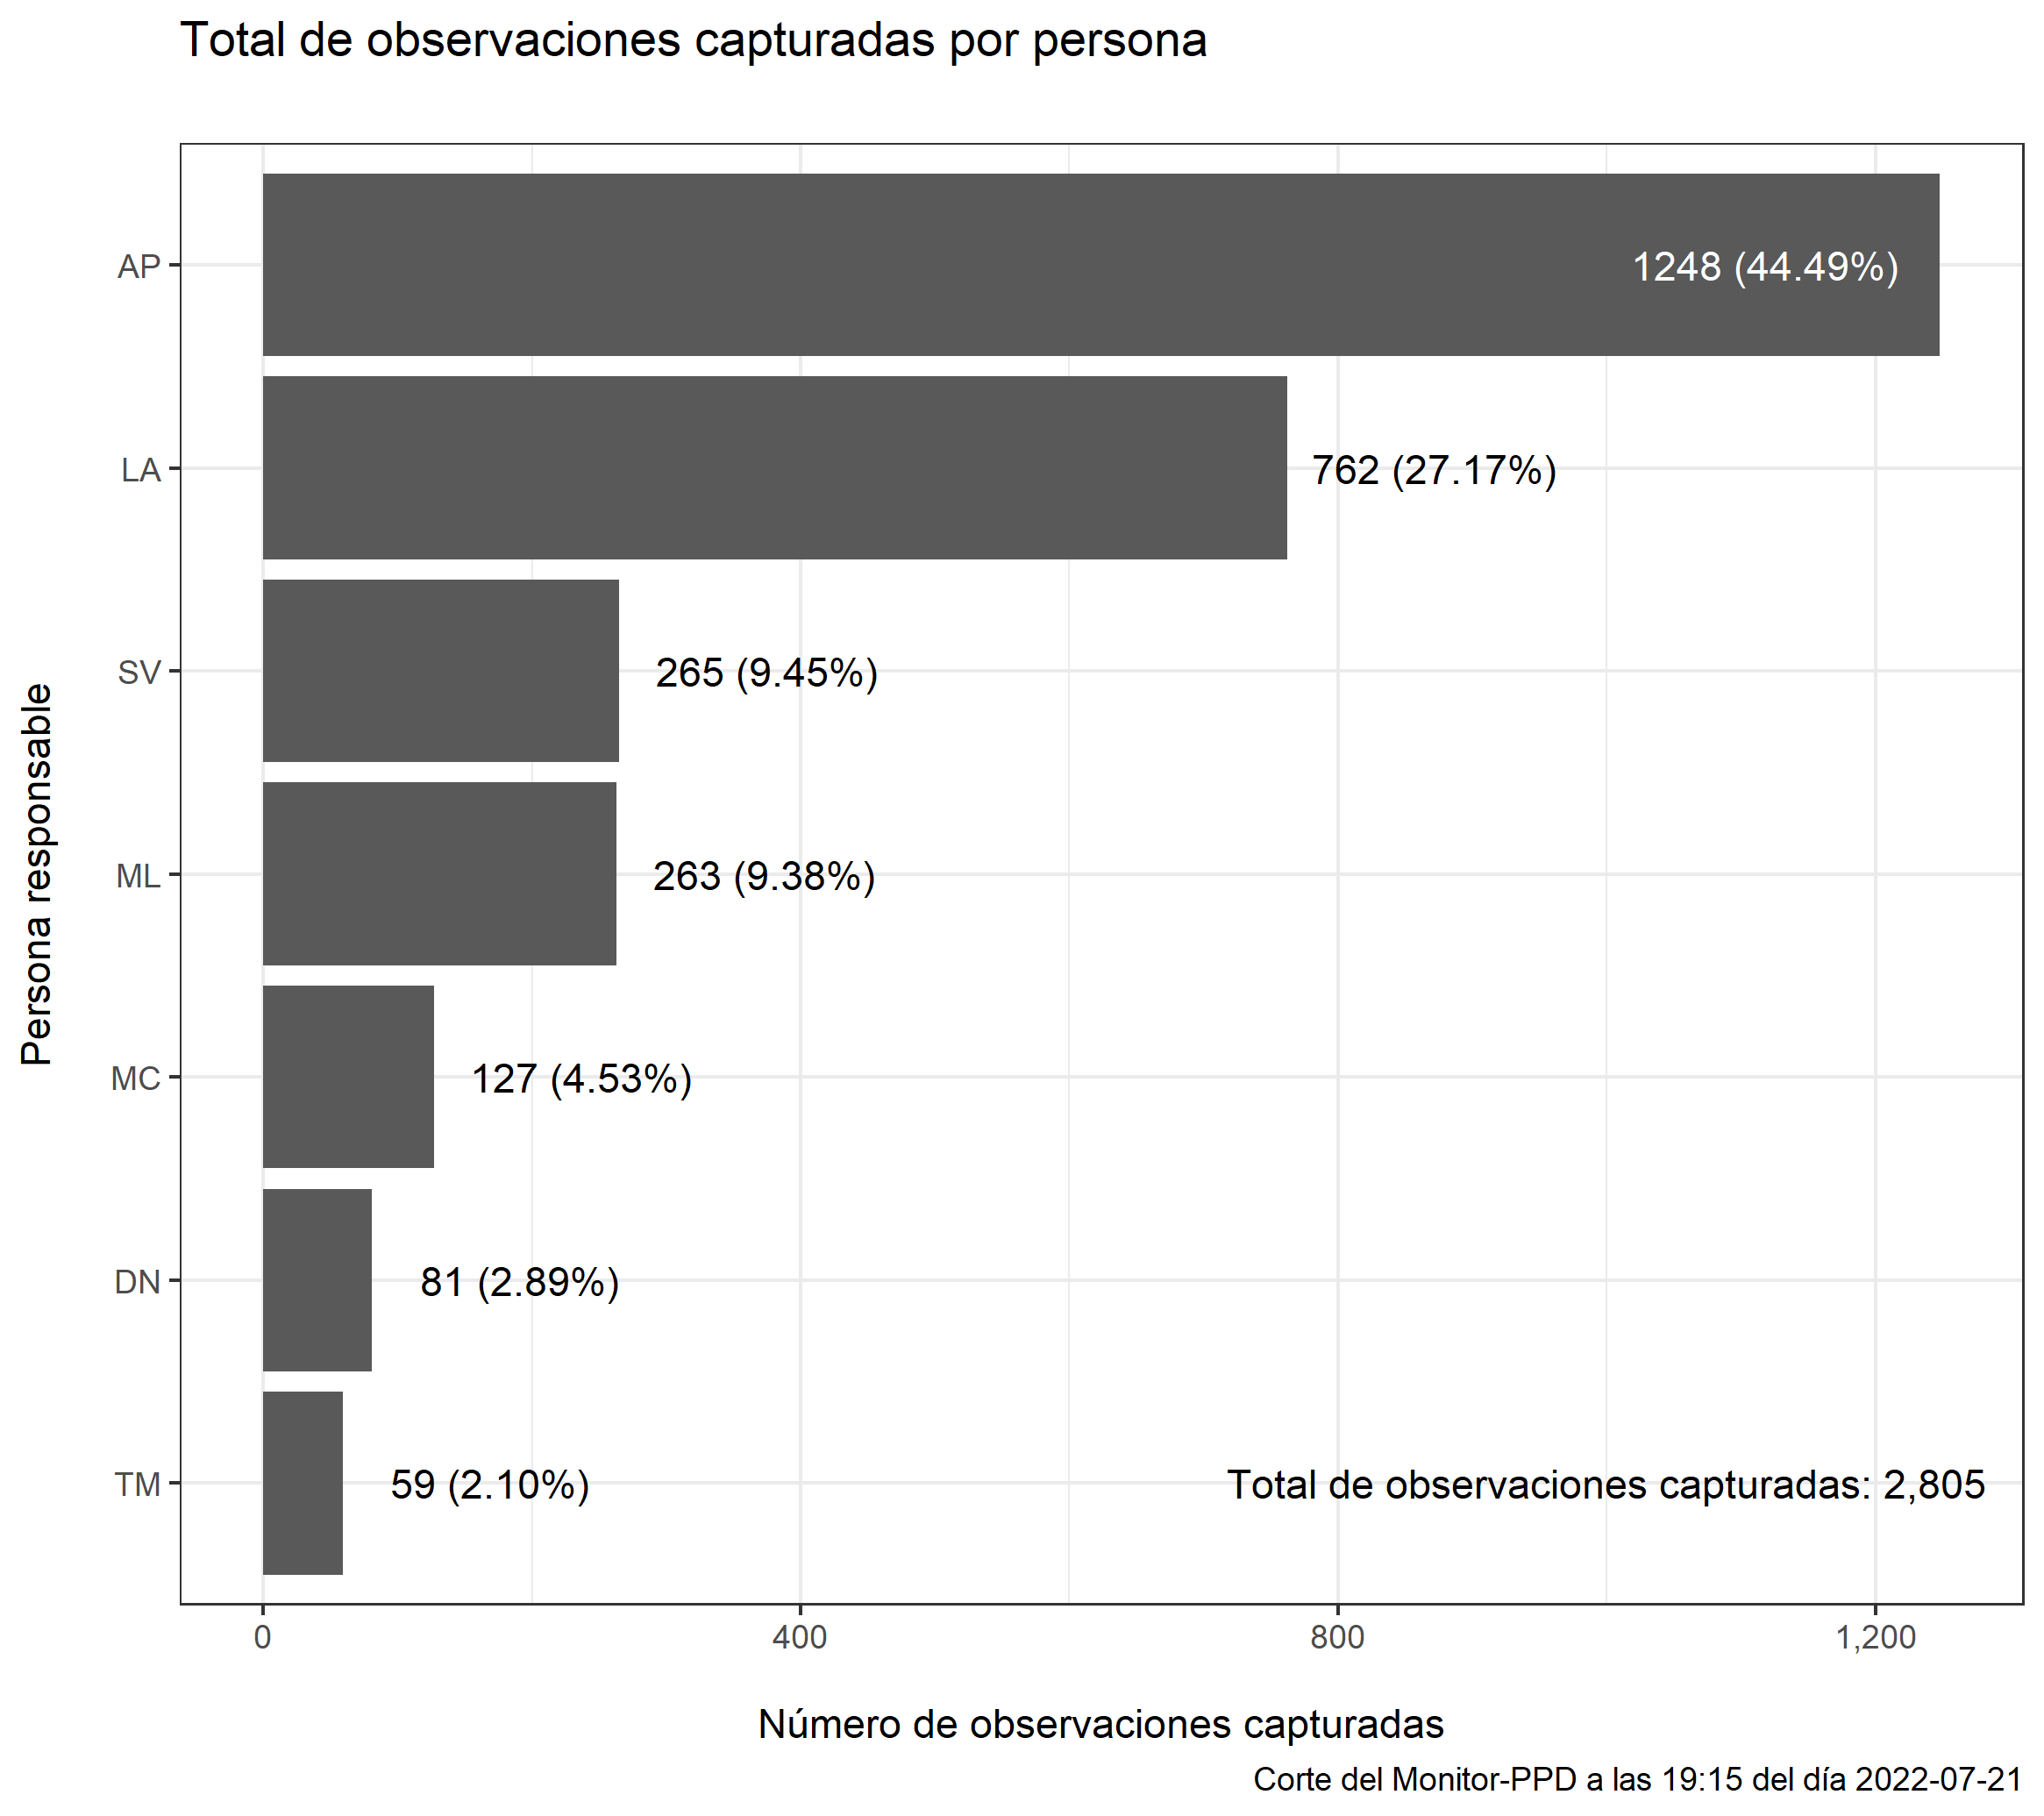 Total de observaciones capturadas por persona
Persona responsable
AP
1248 (44.49%)
LA
762 (27.17%)
SV
265 (9.45%)
ML
263 (9.38%)
MC
127 (4.53%)
DN
81 (2.89%)
TM
59 (2.10%)
Total de observaciones capturadas: 2,805
0
400
800
1,200
Número de observaciones capturadas
Corte del Monitor-PPD a las 19:15 del día 2022-07-21